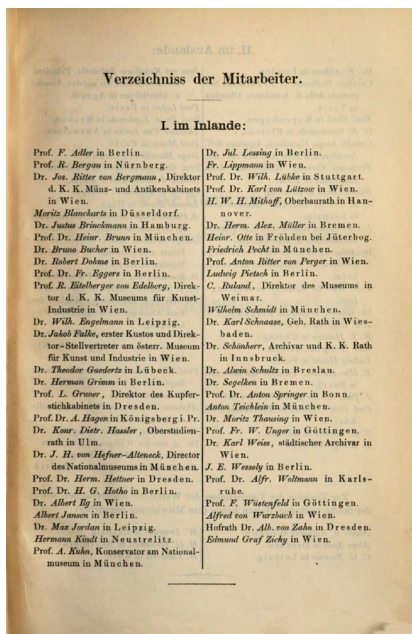 Verzeichniss der Mitarbeiter.
I. im Inlande:
Prof. F. Adler in Berlin.
Prof. R. Bergau in Nürnberg.
Dr. Jos. Ritter von Bergmann, Direktor
d. K. K. Münz- und Antikenkabinets
in Wien.
Moritz Blanckarts in Düsseldorf.
Dr. Justus Brinckmann in Hamburg.
Prof. Dr. Heinr. Brunn in München.
Dr. Bruno Bucher in Wien.
Dr. Robert Dohme in Berlin.
Prof. Dr. Fr. Eggers in Berlin.
Prof. R. Eitelberger von Edelberg, Direk-
tor d. K. K. Museums für Kunst-
Industrie in Wien.
Dr. Wilh. Engelmann in Leipzig.
Dr. Jakob Falke, erster Kustos und Direk-
tor-Stellvertreter am österr. Museum
für Kunst und Industrie in Wien.
Dr. Theodor Gaedertz in Lübeck.
Dr. Herman Grimm in Berlin.
Prof. L. Gruner, Direktor des Kupfer-
stichkabinets in Dresden.
Prof. Dr. A. Hagen in Königsberg i. Pr.
Dr. Konr. Dietr. Hassler, Oberstudien-
rath in Ulm.
Dr. J. H. von Hefner-Alteneck, Director
des Nationalmuseums in München.
Prof. Dr. Herm. Hettner in Dresden.
Prof. Dr. H. G. Hotho in Berlin.
Dr. Albert Ilg in Wien.
Albert Jansen in Berlin.
Dr. Max Jordan in Leipzig.
Hermann Kindt in Neustrelitz.
Prof. A. Kuhn, Konservator am National-
museum in München.
Dr. Jul. Lessing in Berlin.
Fr. Lippmann in Wien.
Prof. Dr. Wilh. Lübke in Stuttgart.
Prof. Dr. Karl von Lützow in Wien.
H. W. H. Mithoff, Oberbaurath in Han-
nover.
Dr. Herm. Alex. Müller in Bremen.
Heinr. Otte in Fröhden bei Jüterbog.
Friedrich Pecht in München.
Prof. Anton Ritter von Perger in Wien.
Ludwig Pietsch in Berlin.
C. Ruland, Direktor des Museums in
Weimar.
Wilhelm Schmidt in München.
Dr. Karl Schnaase, Geh. Rath in Wies-
baden.
Dr. Schönherr, Archivar und K. K. Rath
in Innsbruck.
Dr. Alwin Schultz in Breslau.
Dr. Segelken in Bremen.
Prof. Dr. Anton Springer in Bonn.
Anton Teichlein in München.
Dr. Moritz Thausing in Wien.
Prof. Fr. W. Unger in Göttingen.
Dr. Karl Weiss, städtischer Archivar in
Wien.
J. E. Wessely in Berlin.
Prof. Dr. Alfr. Woltmann in Karls-
ruhe.
Prof. F. Wüstenfeld in Göttingen.
Alfred von Wurzbach in Wien.
Hofrath Dr. Alb. von Zahn in Dresden.
Edmund Graf Zichy in Wien.